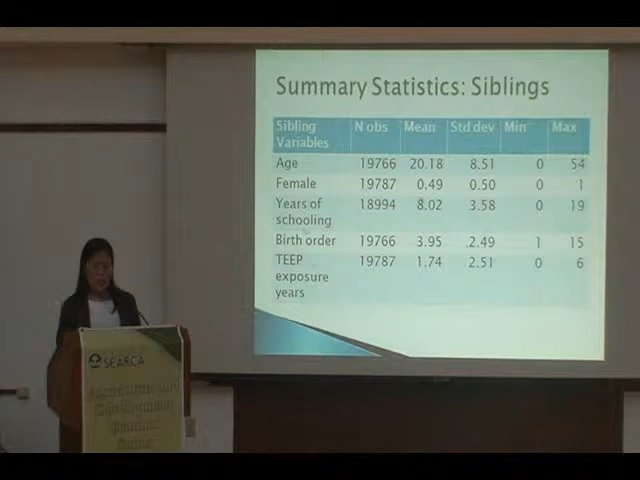 Summary Statistics: Siblings
Sibling Variables N obs Mean Std dev Min Max
Age 19766 20.18 8.51 0 54
Female 19787 0.49 0.50 0 1
Years of schooling 18994 8.02 3.58 0 19
Birth order 19766 3.95 2.49 1 15
TEEP exposure years 19787 1.74 2.51 0 6
SEARCA